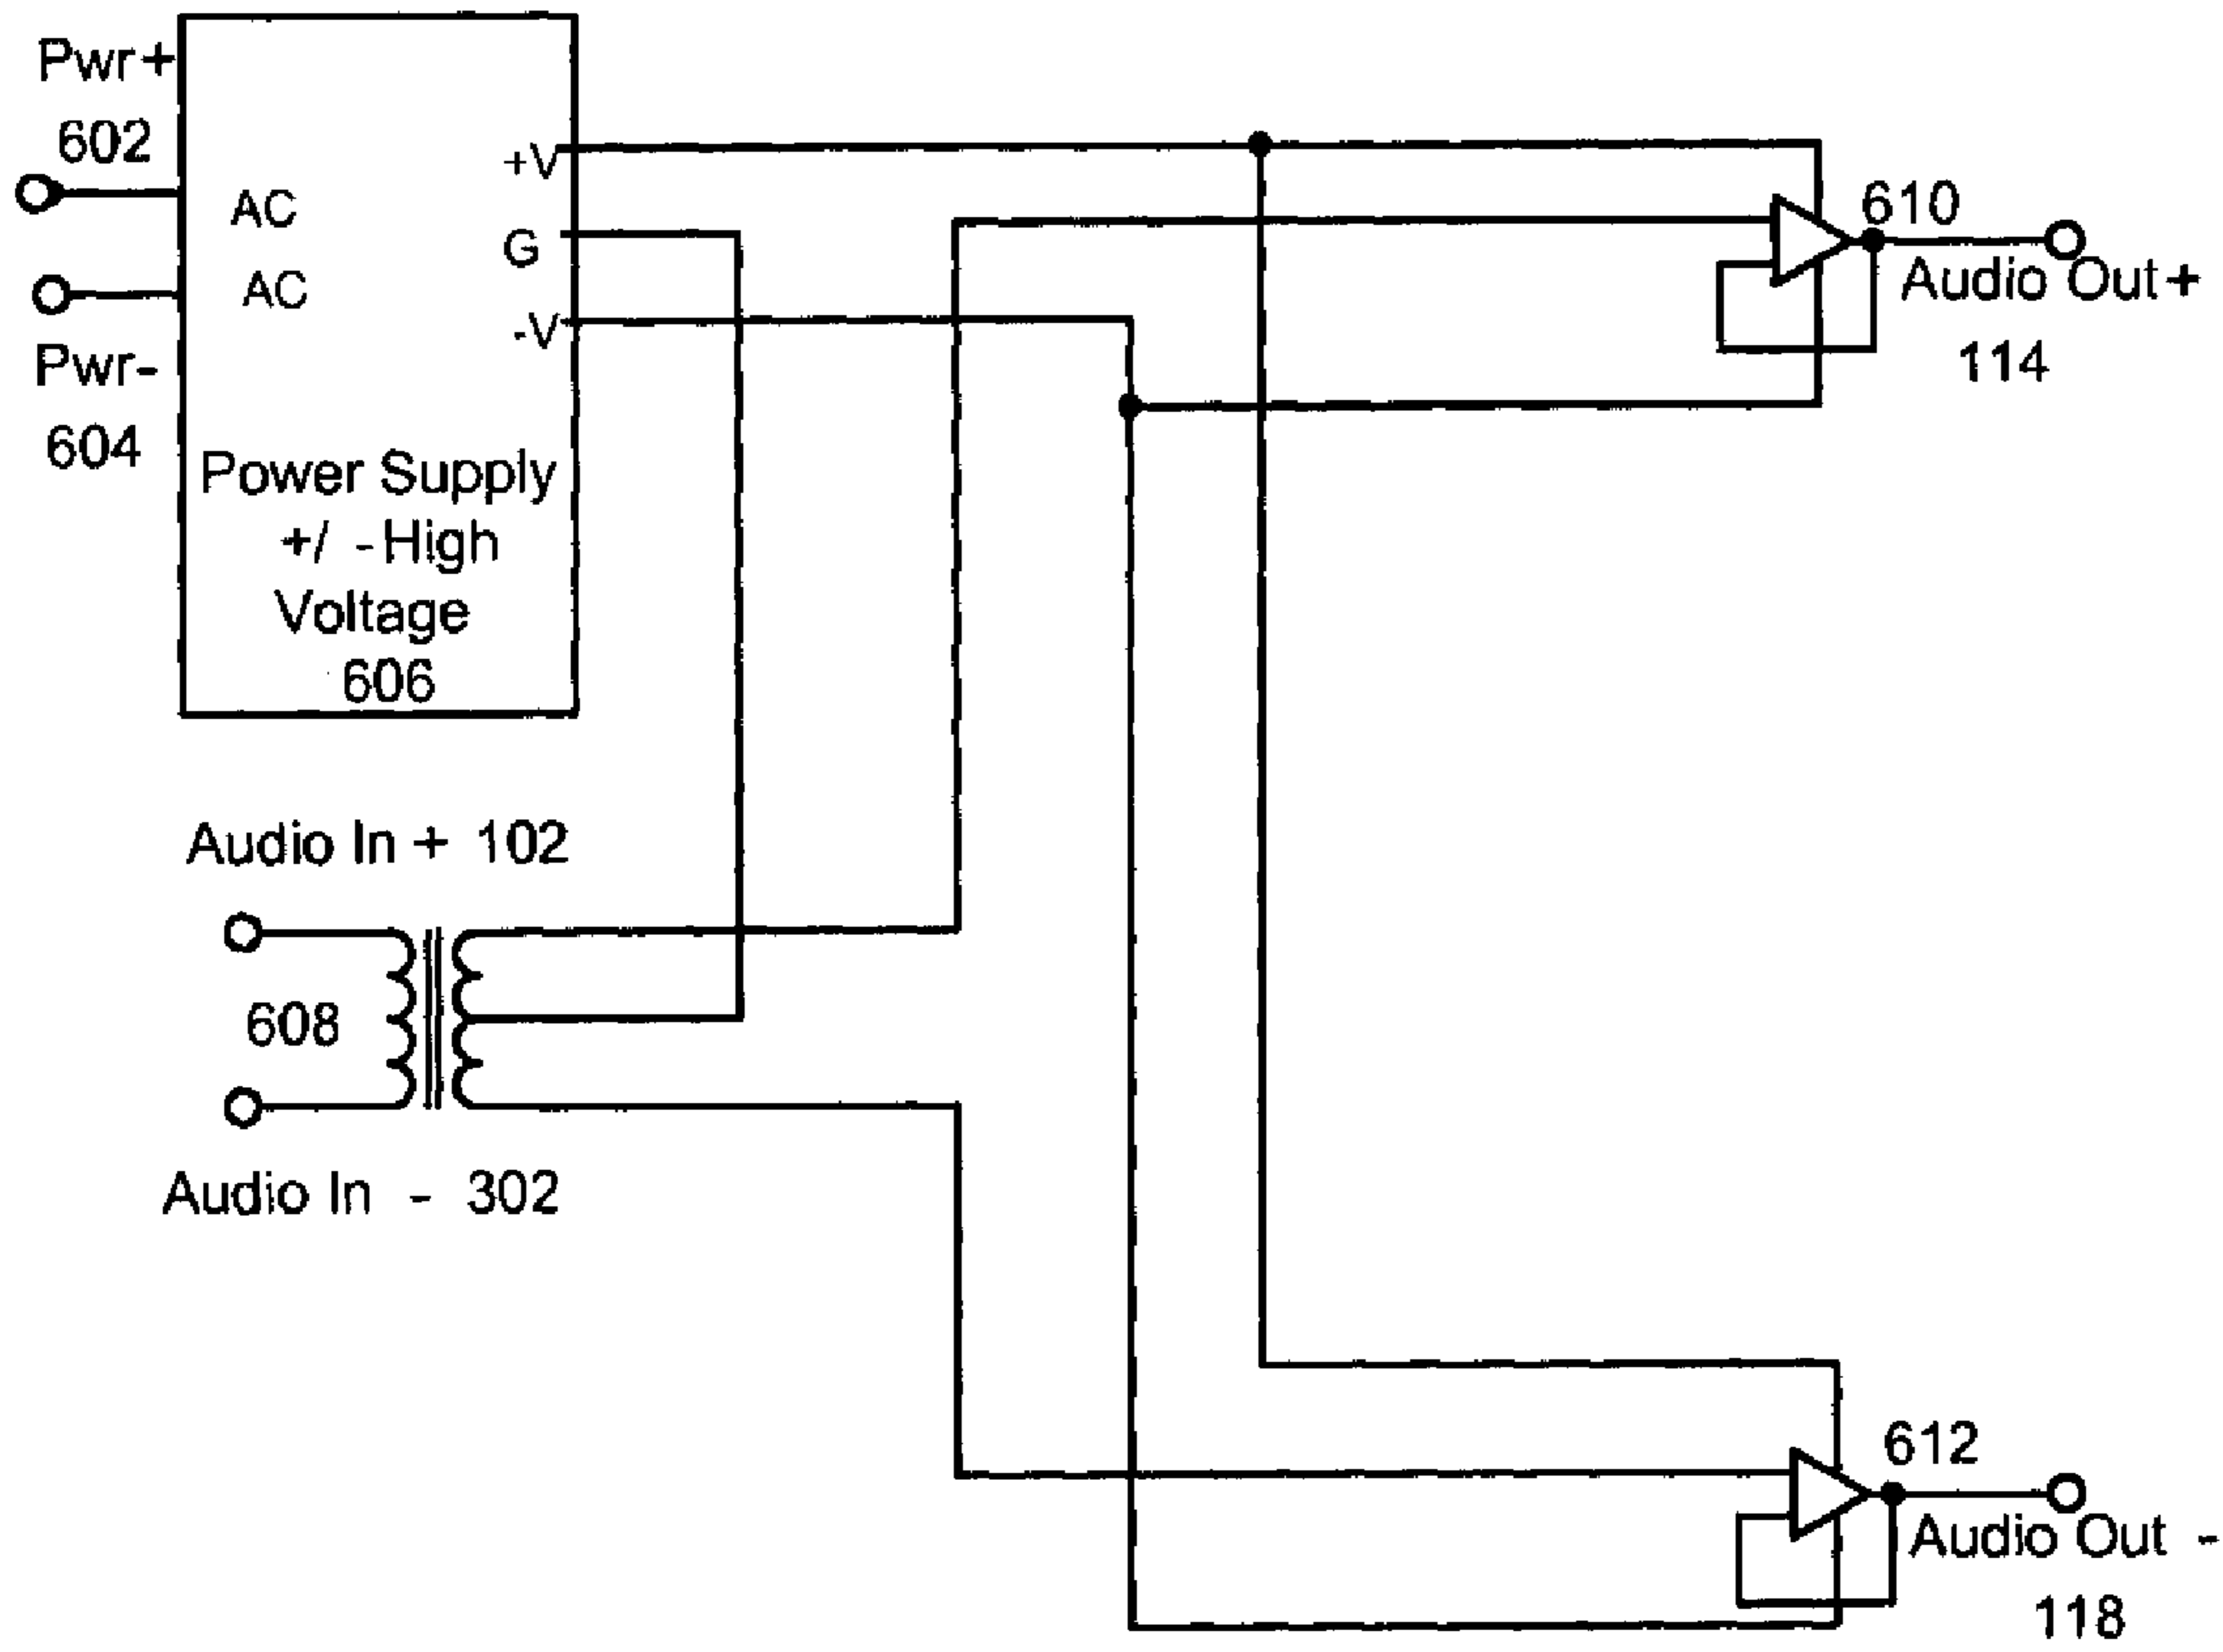 Pwr+
602
AC
AC
Pwr-
604
+V
G
-V
Power Supply
+/ -High
Voltage
606
610
Audio Out+
114
Audio In + 102
608
Audio In - 302
612
Audio Out -
118